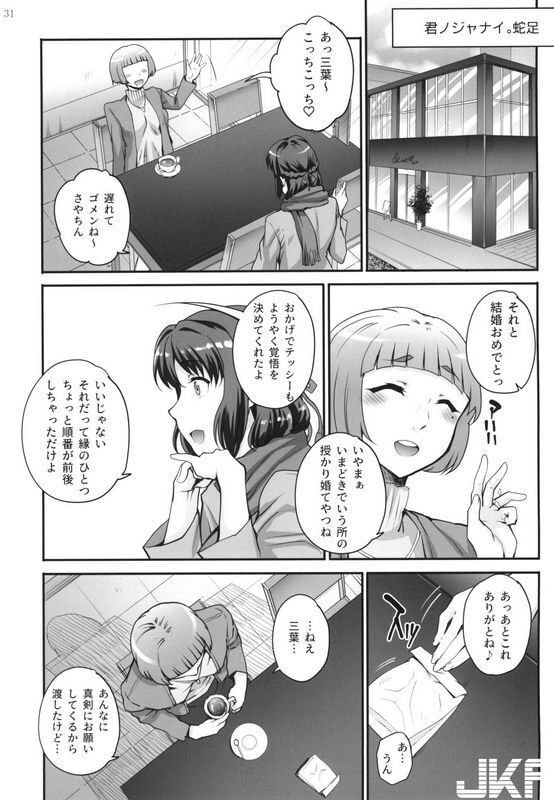 31
君ノジャナイ。蛇足
あっ三葉～
こっちこっち♡
遅れて
ゴメンね～
さやちん
それと
結婚おめでとっ
いやまぁ
いまどきでいう所の
授かり婚てやつね
おかげでテッシーも
ようやく覚悟を
決めてくれたよ
いいじゃない
それだって縁のひとつ
ちょっと順番が前後
しちゃっただけよ
あっあとこれ
ありがとね♪
スッ
あ…
うん
…ねえ
三葉…
あんなに
真剣にお願い
してくるから
渡したけど…
JKF